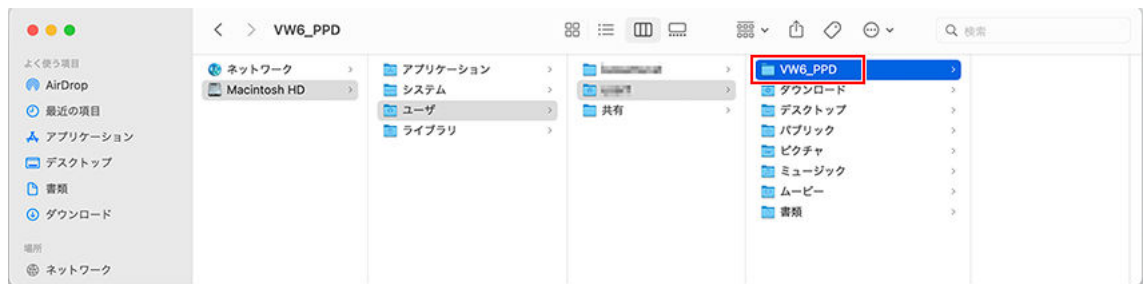 VW6_PPD
検索
よく使う項目
AirDrop
最近の項目
アプリケーション
デスクトップ
書類
ダウンロード
場所
ネットワーク
ネットワーク
Macintosh HD
アプリケーション
システム
ユーザ
ライブラリ
共有
VW6_PPD
ダウンロード
デスクトップ
パブリック
ピクチャ
ミュージック
ムービー
書類